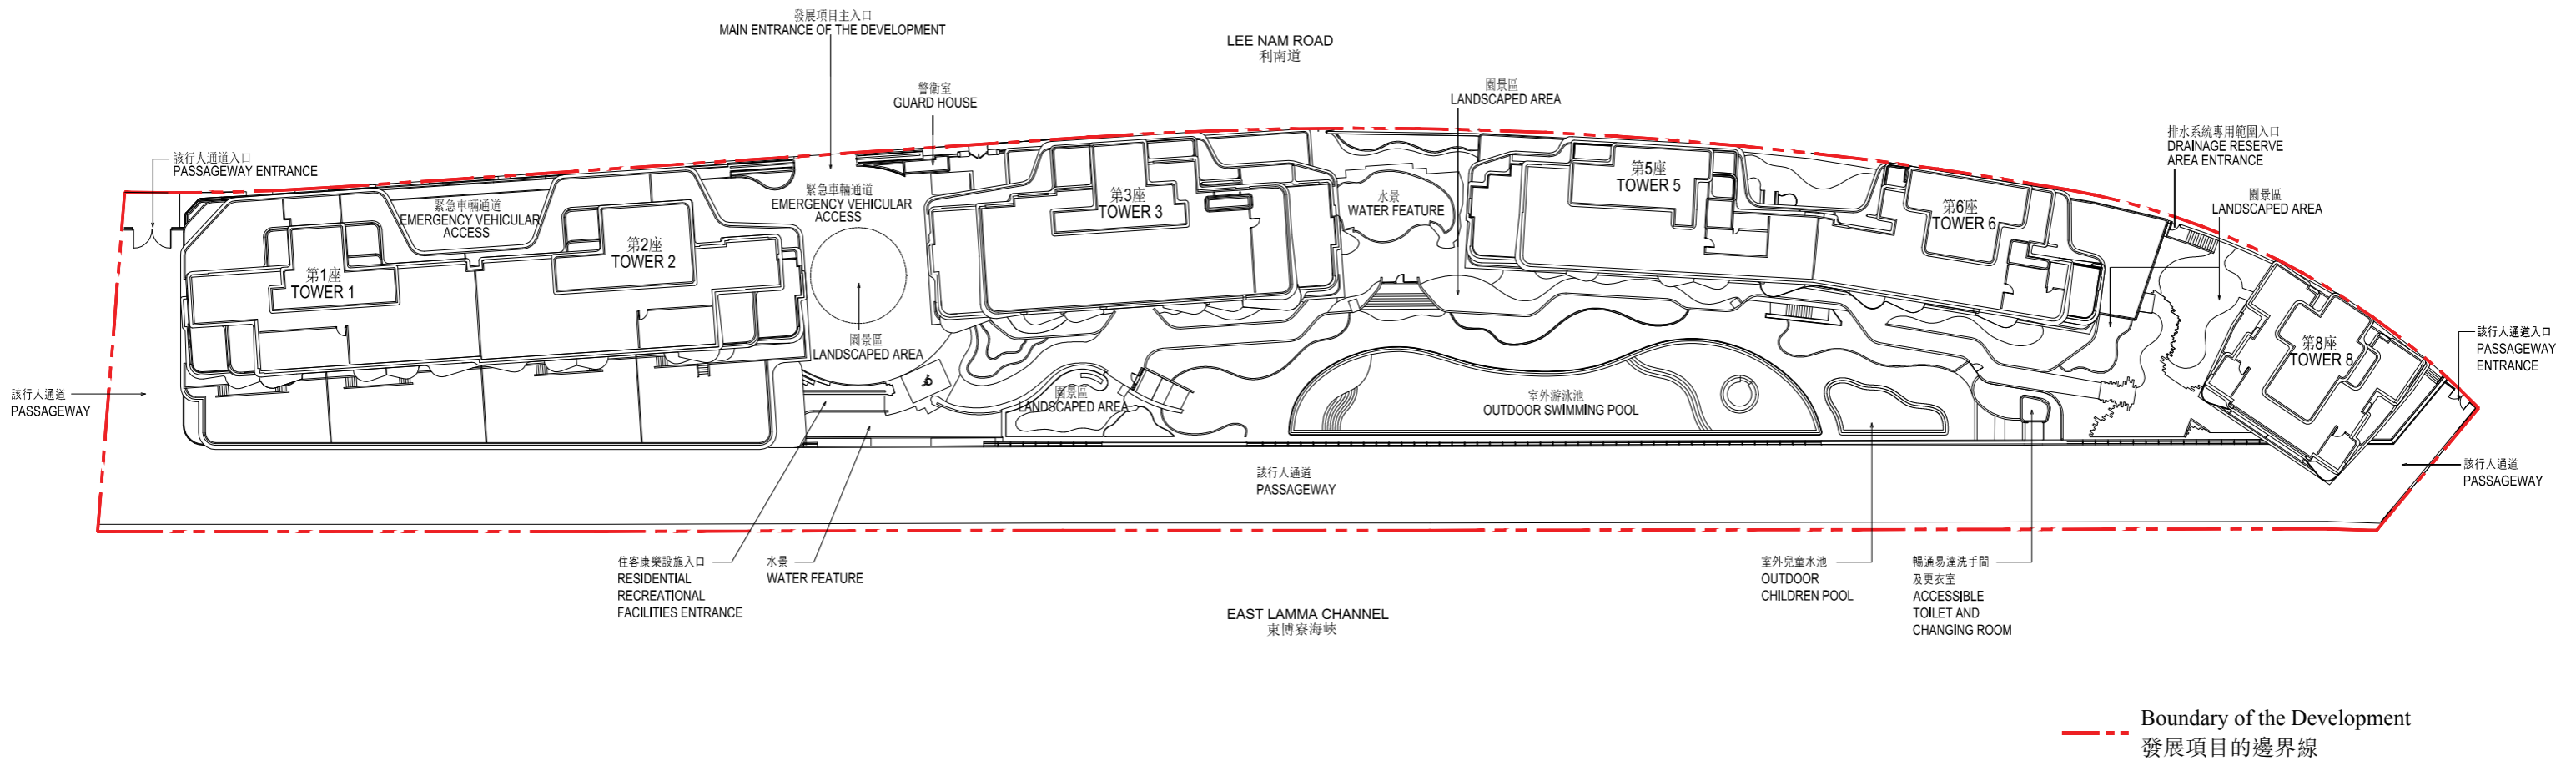 發展項目主入口
MAIN ENTRANCE OF THE DEVELOPMENT
LEE NAM ROAD
利南道
警衛室
GUARD HOUSE
園景區
LANDSCAPED AREA
排水系統專用範圍入口
DRAINAGE RESERVE
AREA ENTRANCE
該行人通道入口
PASSAGEWAY ENTRANCE
緊急車輛通道
EMERGENCY VEHICULAR
ACCESS
緊急車輛通道
EMERGENCY VEHICULAR
ACCESS
第3座
TOWER 3
水景
WATER FEATURE
第5座
TOWER 5
第6座
TOWER 6
園景區
LANDSCAPED AREA
第1座
TOWER 1
第2座
TOWER 2
園景區
LANDSCAPED AREA
第8座
TOWER 8
該行人通道入口
PASSAGEWAY
ENTRANCE
該行人通道
PASSAGEWAY
園景區
LANDSCAPED AREA
室外游泳池
OUTDOOR SWIMMING POOL
該行人通道
PASSAGEWAY
該行人通道
PASSAGEWAY
住客康樂設施入口
RESIDENTIAL
RECREATIONAL
FACILITIES ENTRANCE
水景
WATER FEATURE
室外兒童水池
OUTDOOR
CHILDREN POOL
暢通易達洗手間
及更衣室
ACCESSIBLE
TOILET AND
CHANGING ROOM
EAST LAMMA CHANNEL
東博寮海峽
Boundary of the Development
發展項目的邊界線